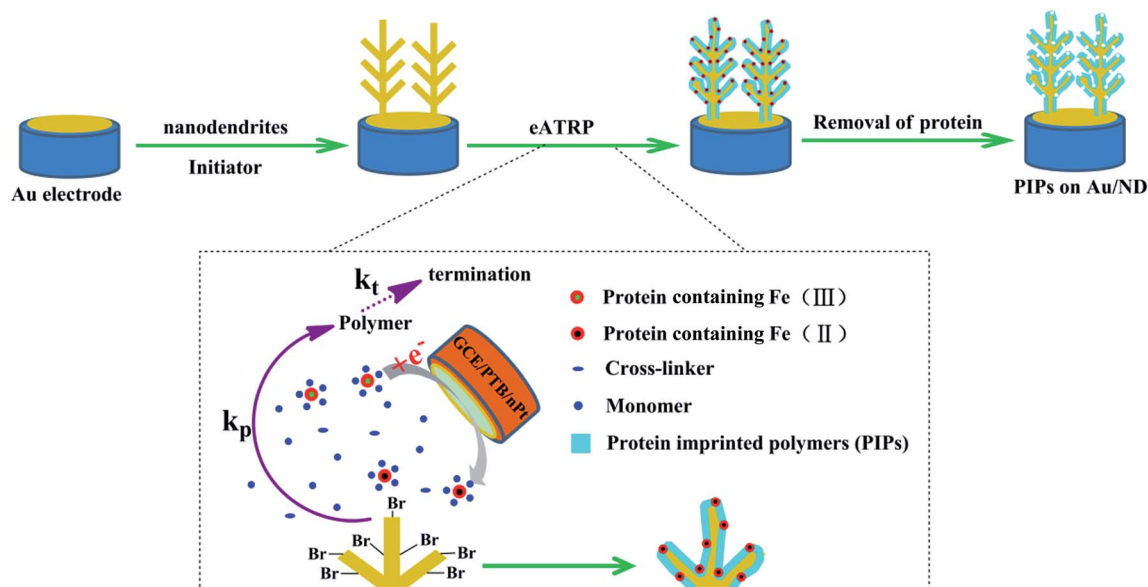 nanodendrites
Initiator
Au electrode
eATRP
Removal of protein
PIPs on Au/ND
kt
termination
Polymer
+e-
GCE/PTB/nPt
kp
Br
Br
Br
Br
Br
Br
Br
Protein containing Fe（Ⅲ）
Protein containing Fe（Ⅱ）
Cross-linker
Monomer
Protein imprinted polymers (PIPs)